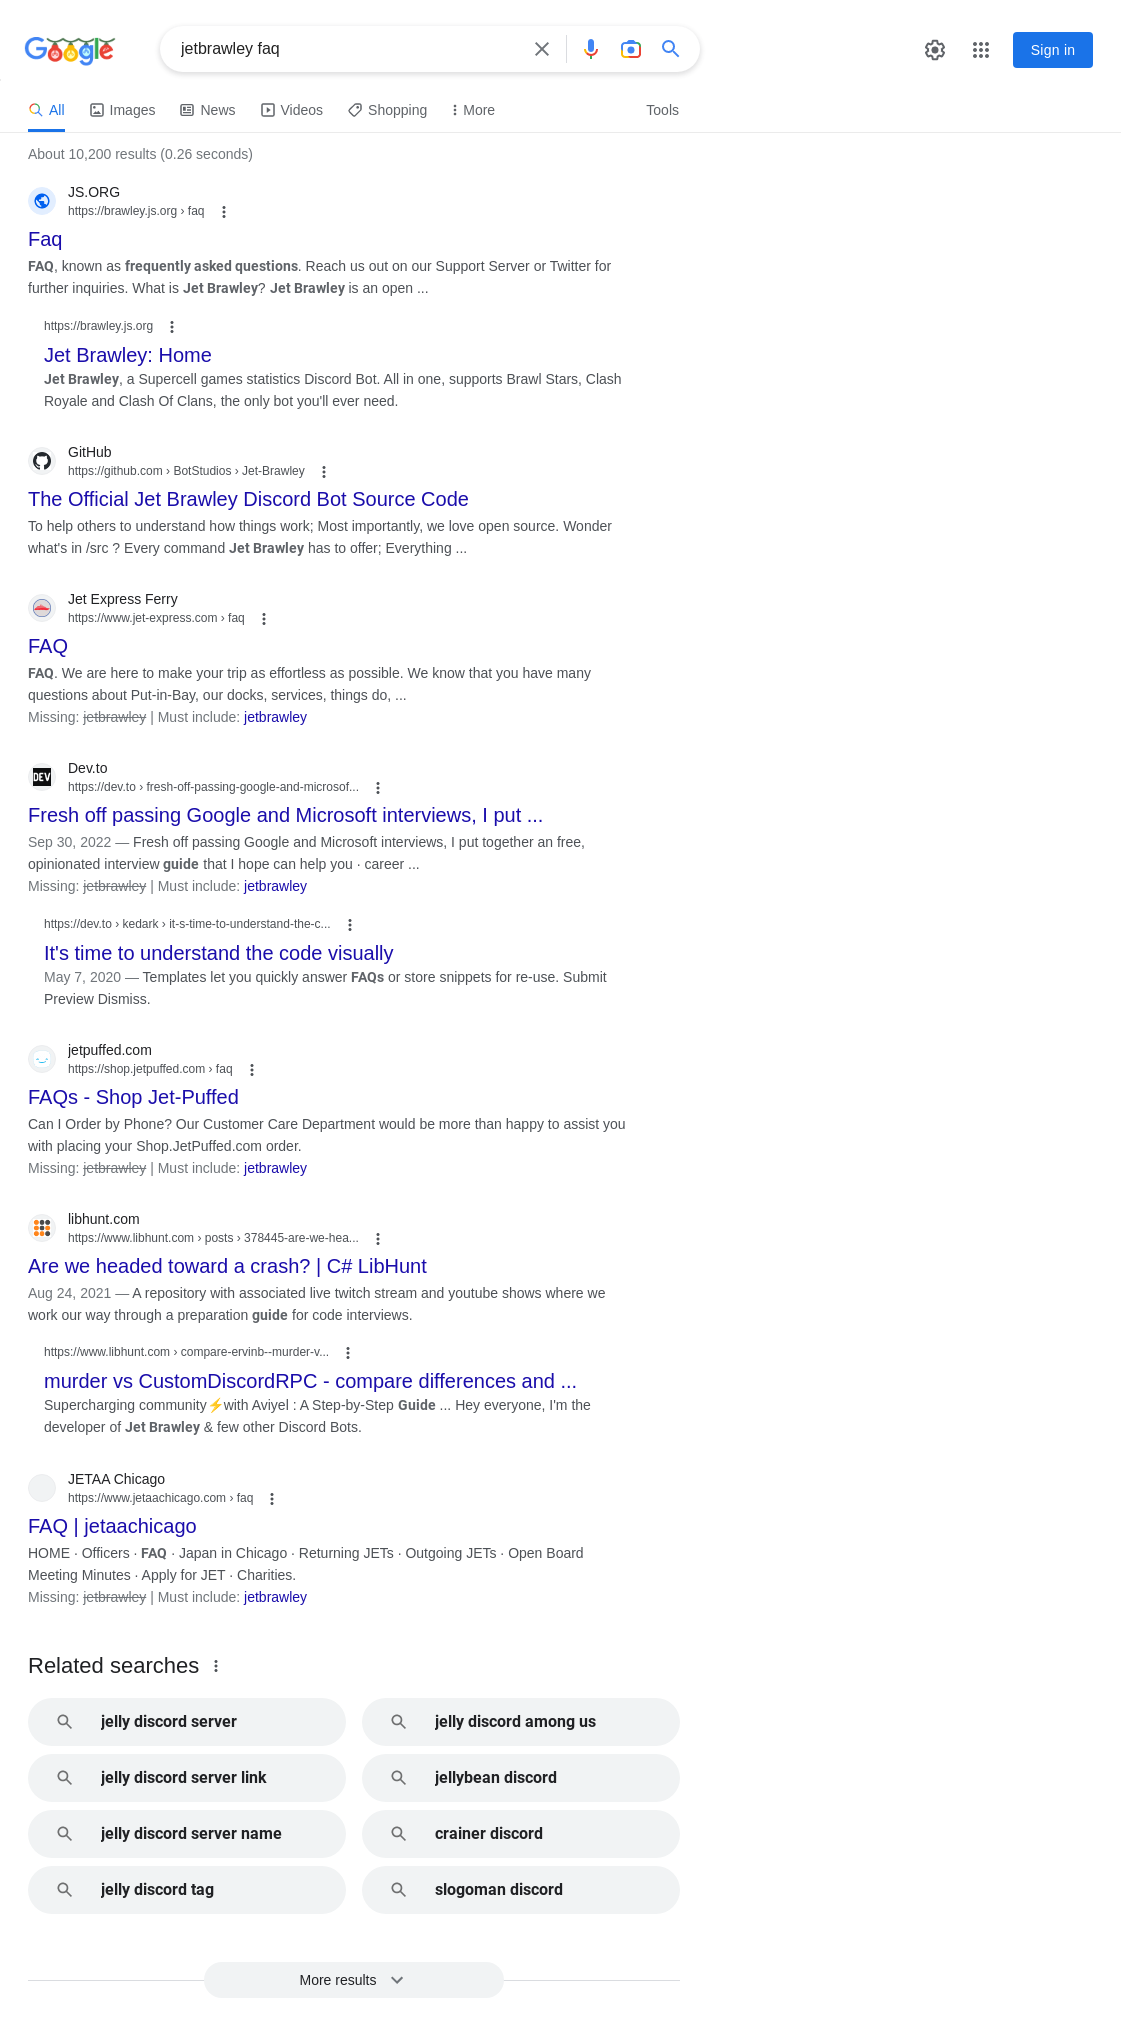 Google
jetbrawley faq
Sign in
All
Images
News
Videos
Shopping
More
Tools
About 10,200 results (0.26 seconds)
JS.ORG
https://brawley.js.org › faq
Faq
FAQ, known as frequently asked questions. Reach us out on our Support Server or Twitter for
further inquiries. What is Jet Brawley? Jet Brawley is an open ...
https://brawley.js.org
Jet Brawley: Home
Jet Brawley, a Supercell games statistics Discord Bot. All in one, supports Brawl Stars, Clash
Royale and Clash Of Clans, the only bot you'll ever need.
GitHub
https://github.com › BotStudios › Jet-Brawley
The Official Jet Brawley Discord Bot Source Code
To help others to understand how things work; Most importantly, we love open source. Wonder
what's in /src ? Every command Jet Brawley has to offer; Everything ...
Jet Express Ferry
https://www.jet-express.com › faq
FAQ
FAQ. We are here to make your trip as effortless as possible. We know that you have many
questions about Put-in-Bay, our docks, services, things do, ...
Missing: jetbrawley | Must include: jetbrawley
DEV
Dev.to
https://dev.to › fresh-off-passing-google-and-microsof...
Fresh off passing Google and Microsoft interviews, I put ...
Sep 30, 2022 — Fresh off passing Google and Microsoft interviews, I put together an free,
opinionated interview guide that I hope can help you · career ...
Missing: jetbrawley | Must include: jetbrawley
https://dev.to › kedark › it-s-time-to-understand-the-c...
It's time to understand the code visually
May 7, 2020 — Templates let you quickly answer FAQs or store snippets for re-use. Submit
Preview Dismiss.
jetpuffed.com
https://shop.jetpuffed.com › faq
FAQs - Shop Jet-Puffed
Can I Order by Phone? Our Customer Care Department would be more than happy to assist you
with placing your Shop.JetPuffed.com order.
Missing: jetbrawley | Must include: jetbrawley
libhunt.com
https://www.libhunt.com › posts › 378445-are-we-hea...
Are we headed toward a crash? | C# LibHunt
Aug 24, 2021 — A repository with associated live twitch stream and youtube shows where we
work our way through a preparation guide for code interviews.
https://www.libhunt.com › compare-ervinb--murder-v...
murder vs CustomDiscordRPC - compare differences and ...
Supercharging community⚡with Aviyel : A Step-by-Step Guide ... Hey everyone, I'm the
developer of Jet Brawley & few other Discord Bots.
JETAA Chicago
https://www.jetaachicago.com › faq
FAQ | jetaachicago
HOME · Officers · FAQ · Japan in Chicago · Returning JETs · Outgoing JETs · Open Board
Meeting Minutes · Apply for JET · Charities.
Missing: jetbrawley | Must include: jetbrawley
Related searches
jelly discord server
jelly discord among us
jelly discord server link
jellybean discord
jelly discord server name
crainer discord
jelly discord tag
slogoman discord
More results